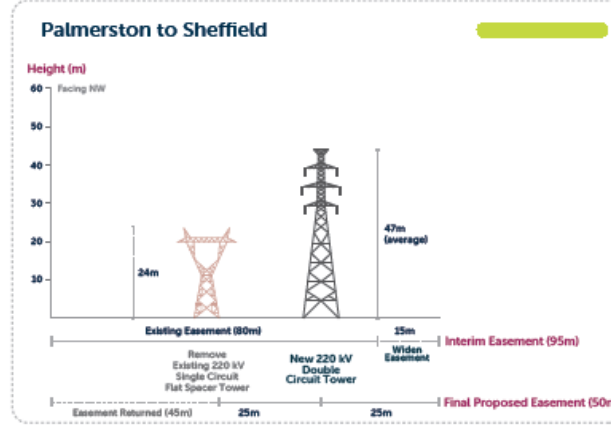 Palmerston to Sheffield
Height (m)
60
Facing NW
50
40
30
20
10
24m
47m
(average)
Existing Easement (80m)
15m
Widen
Easement
Interim Easement (95m)
Remove
Existing 220 kV
Single Circuit
Flat Spacer Tower
New 220 kV
Double
Circuit Tower
Easement Returned (45m)
25m
25m
Final Proposed Easement (50m